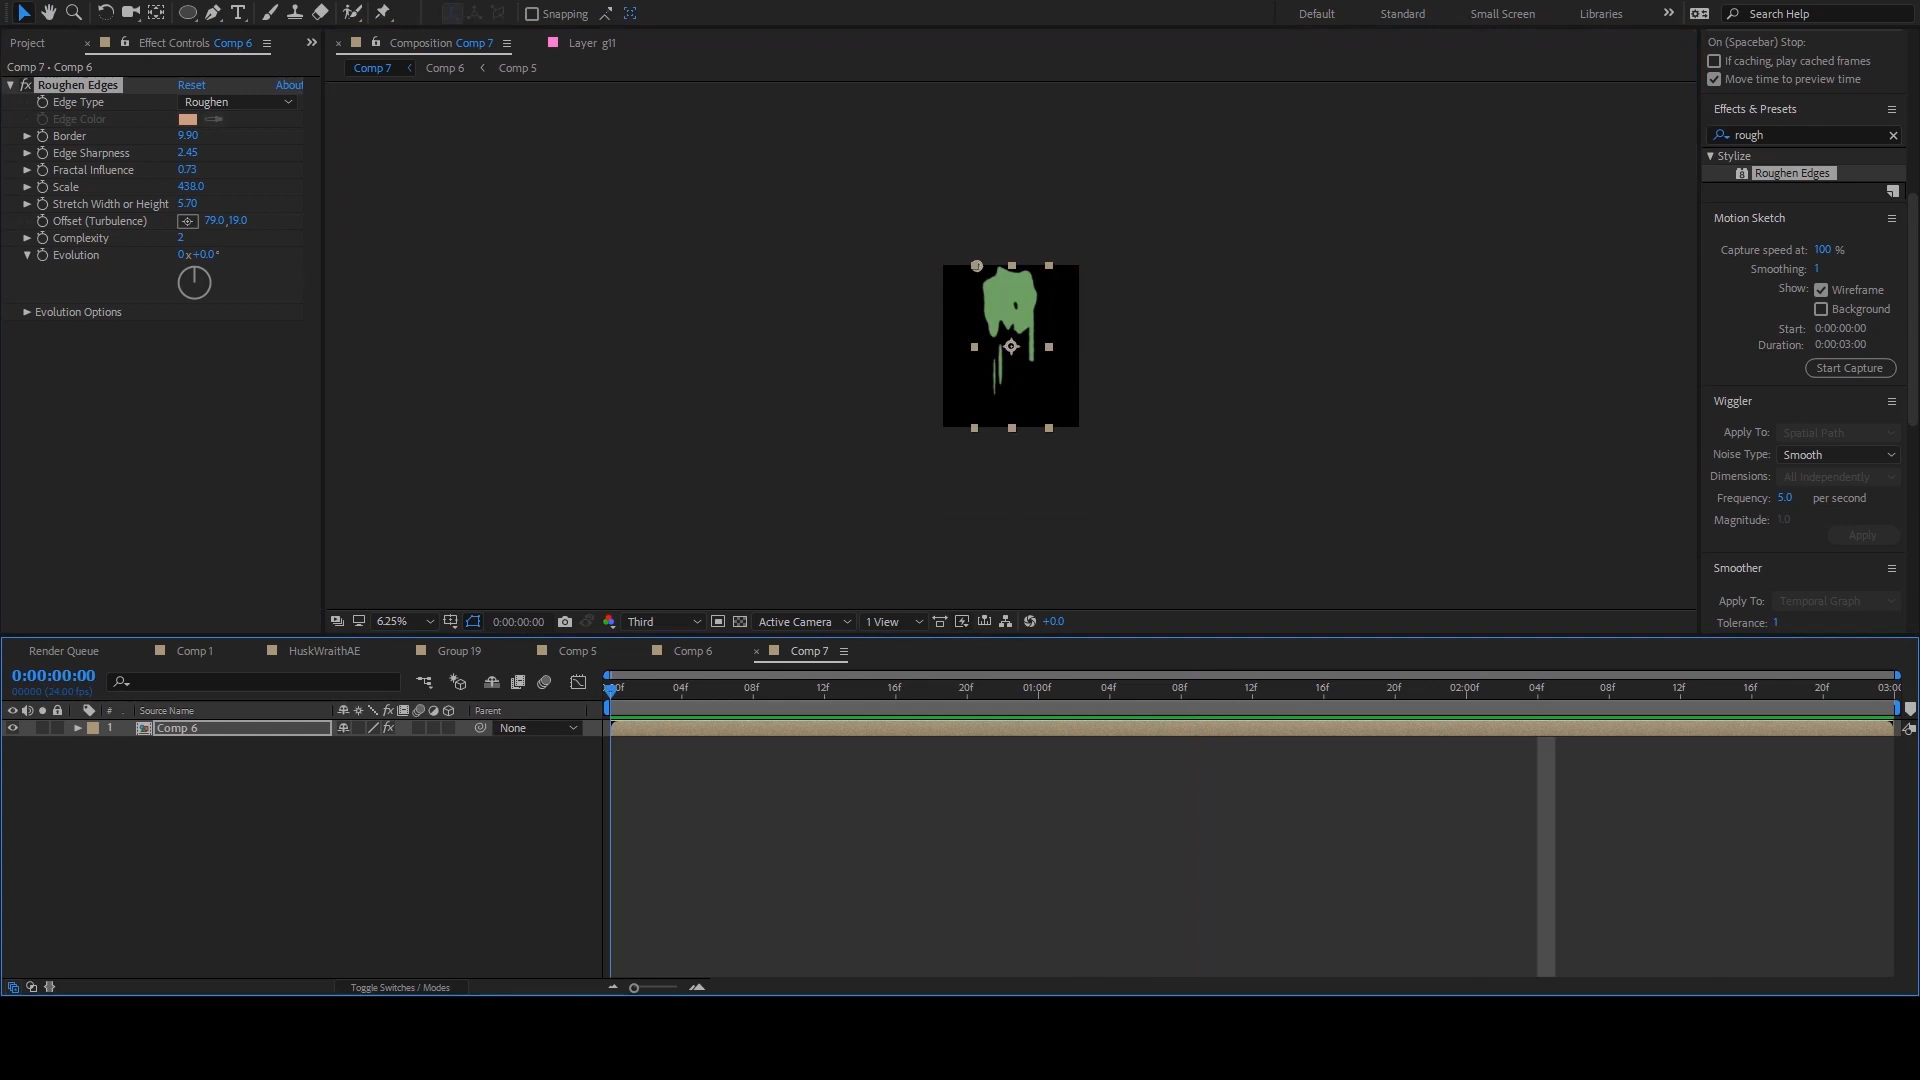 Snapping
Default
Standard
Small Screen
Libraries
Search Help
Project
Effect Controls Comp 6
Composition Comp 7
Layer g11
Comp 7 • Comp 6
Comp 7
Comp 6
Comp 5
fx Roughen Edges
Reset
About
Edge Type
Roughen
Edge Color
Border
9.90
Edge Sharpness
2.45
Fractal Influence
0.73
Scale
438.0
Stretch Width or Height
5.70
Offset (Turbulence)
79.0,19.0
Complexity
2
Evolution
0x+0.0°
Evolution Options
On (Spacebar) Stop:
If caching, play cached frames
Move time to preview time
Effects & Presets
rough
Stylize
Roughen Edges
Motion Sketch
Capture speed at: 100 %
Smoothing: 1
Show: Wireframe
Background
Start: 0:00:00:00
Duration: 0:00:03:00
Start Capture
Wiggler
Apply To: Spatial Path
Noise Type: Smooth
Dimensions: All Independently
Frequency: 5.0 per second
Magnitude: 1.0
Apply
Smoother
Apply To: Temporal Graph
Tolerance: 1
6.25%
0:00:00:00
Third
Active Camera
1 View
+0.0
Render Queue
Comp 1
HuskWraithAE
Group 19
Comp 5
Comp 6
Comp 7
0:00:00:00
00000 (24.00 fps)
04f 08f 12f 16f 20f 01:00f 04f 08f 12f 16f 20f 02:00f 04f 08f 12f 16f 20f
# Source Name
fx
Parent
1 Comp 6
fx
None
Toggle Switches / Modes